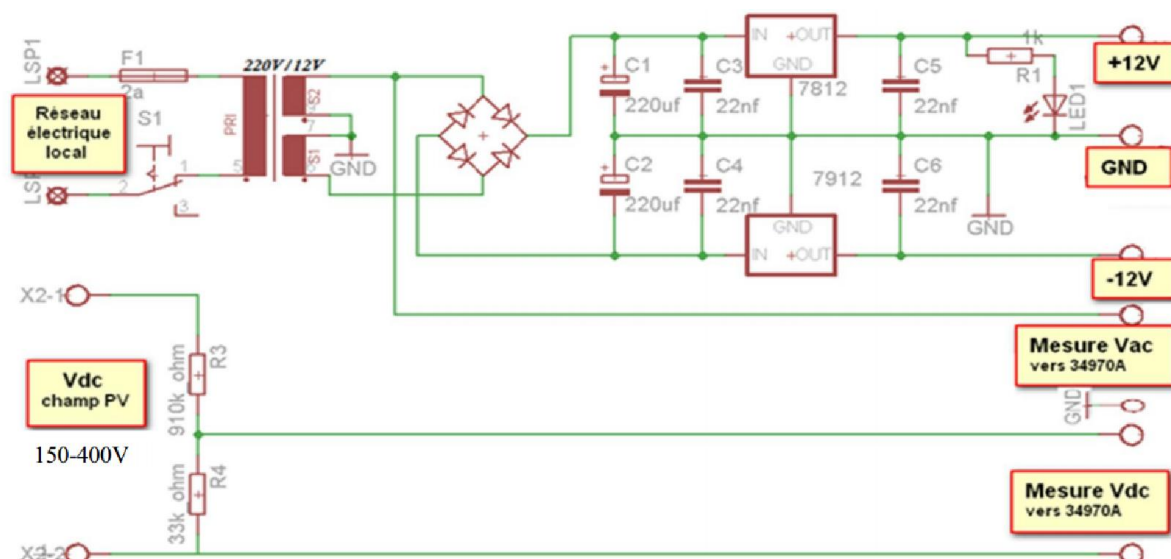 LSP1
F1
2a
Réseau
électrique
local
S1
1
2
3
220V/12V
PRI
5
S2
7
S1
GND
C1
220uf
C3
22nf
IN
+OUT
GND
7812
C5
22nf
1k
R1
LED1
+12V
GND
C2
220uf
C4
22nf
7912
C6
22nf
GND
IN
+OUT
GND
-12V
X2-1
Vdc
champ PV
150-400V
910k ohm
R3
33k ohm
R4
X2-2
Mesure Vac
vers 34970A
GND
Mesure Vdc
vers 34970A